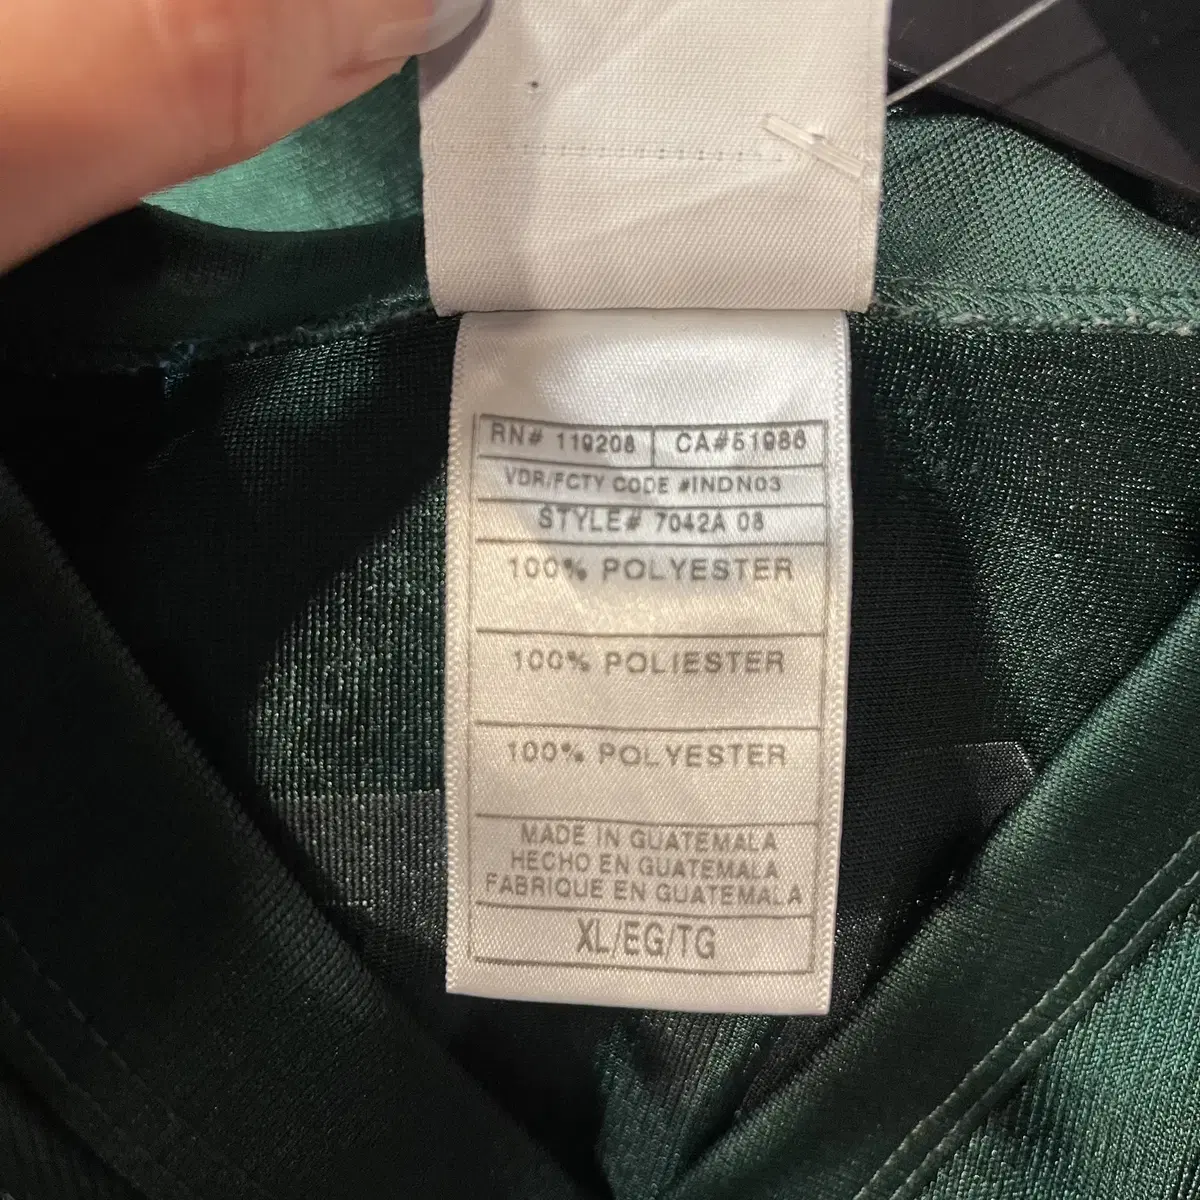 RN# 119208 CA#51986
VDR/FCTY CODE #INDN03
STYLE# 7042A 08
100% POLYESTER
100% POLIESTER
100% POLYESTER
MADE IN GUATEMALA
HECHO EN GUATEMALA
FABRIQUE EN GUATEMALA
XL/EG/TG